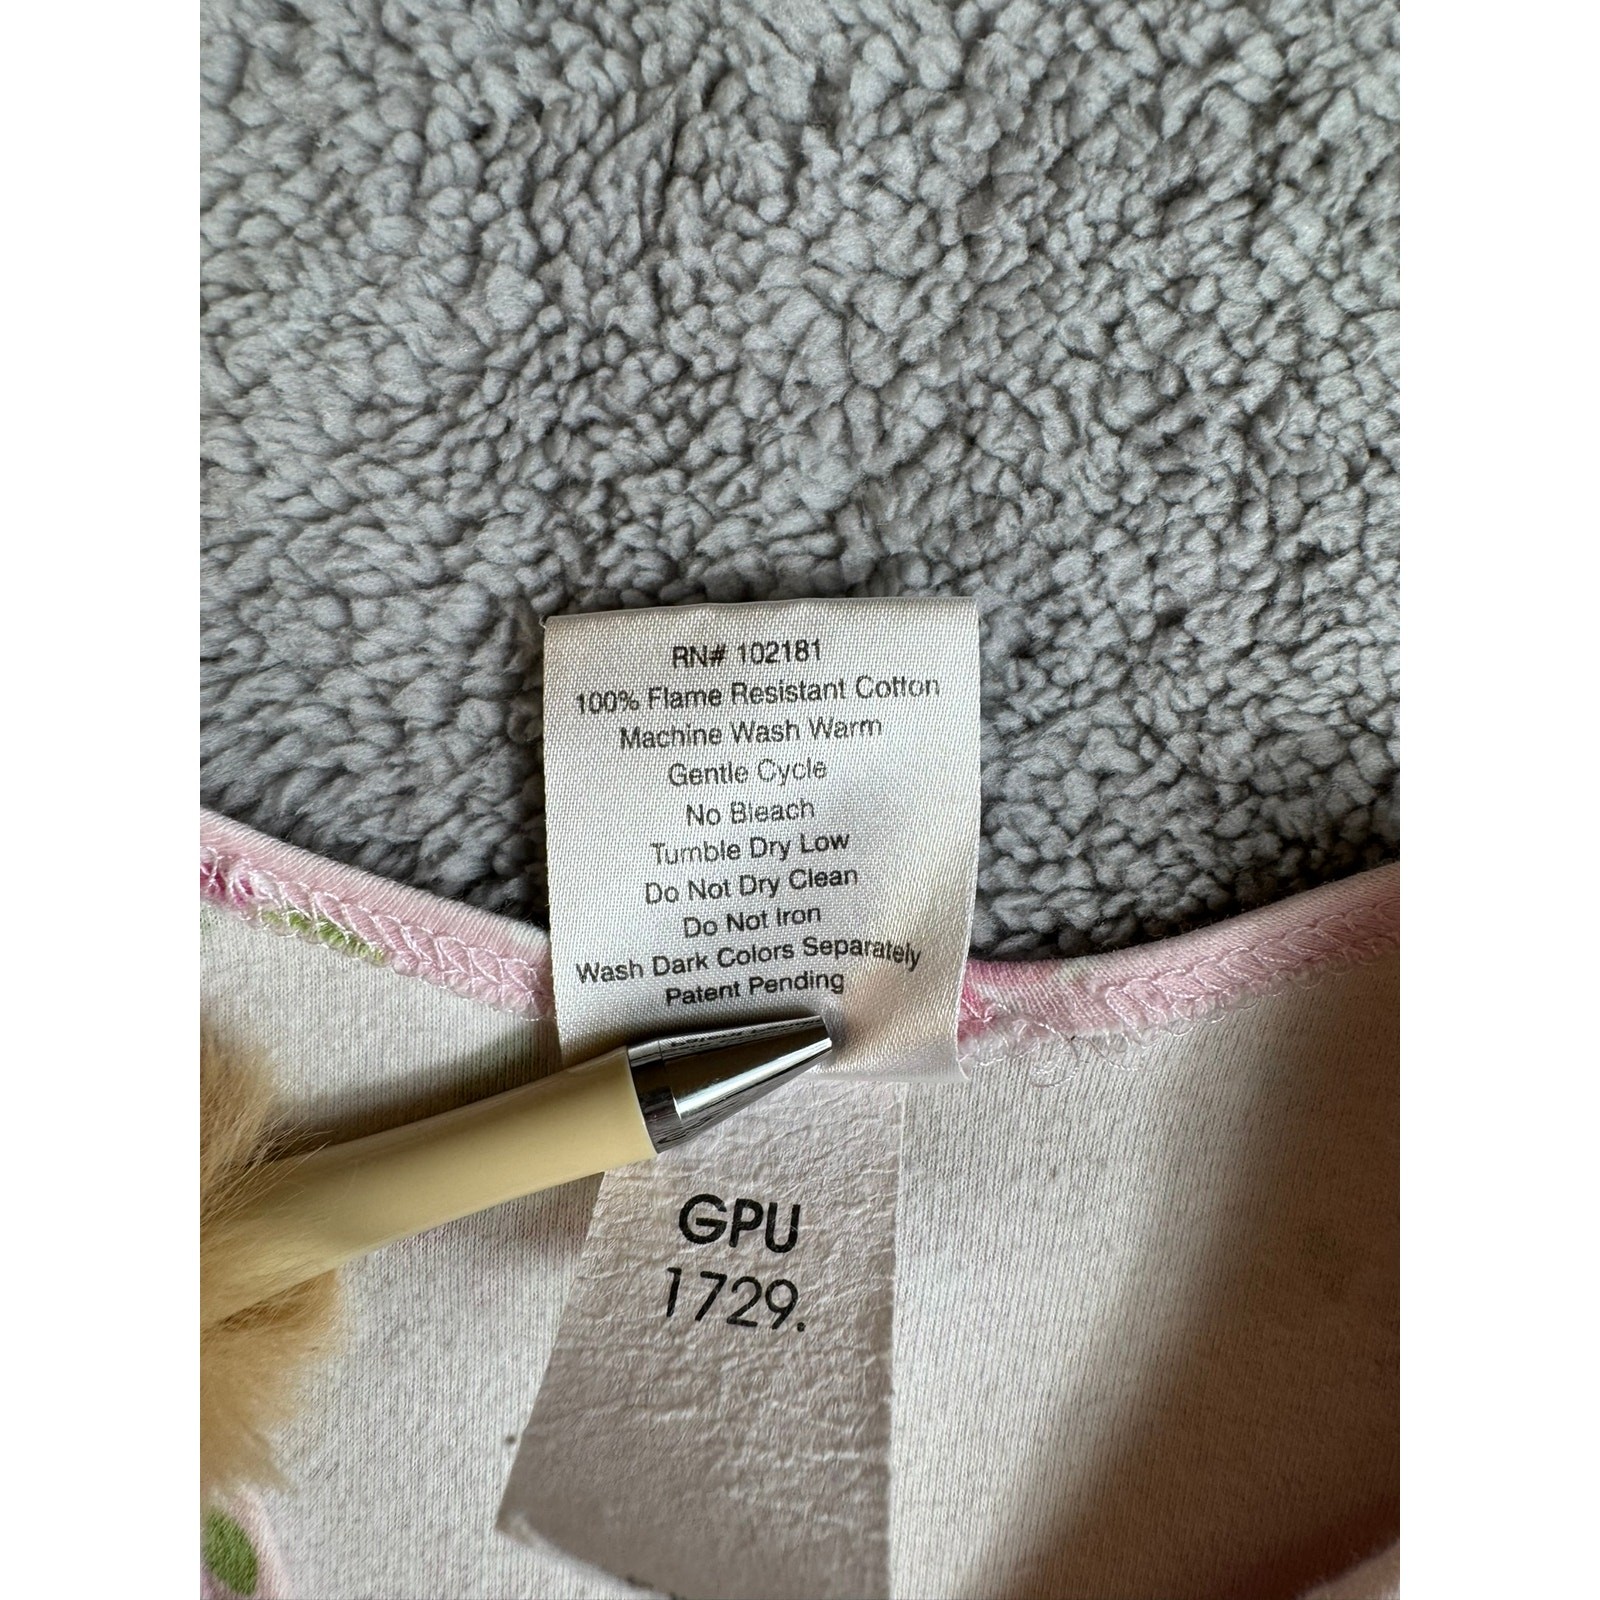 RN# 102181
100% Flame Resistant Cotton
Machine Wash Warm
Gentle Cycle
No Bleach
Tumble Dry Low
Do Not Dry Clean
Do Not Iron
Wash Dark Colors Separately
Patent Pending
GPU
1729.